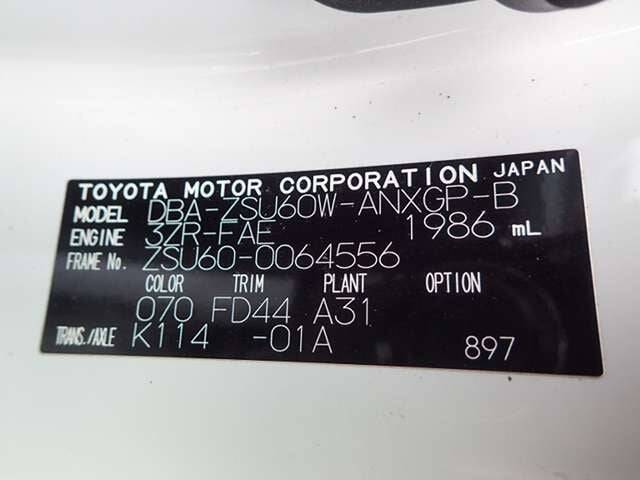 TOYOTA MOTOR CORPORATION JAPAN
MODEL DBA-ZSU60W-ANXGP-B
ENGINE 3ZR-FAE 1986 mL
FRAME No. ZSU60-0064556
COLOR TRIM PLANT OPTION
070 FD44 A31
TRANS./AXLE K114 -01A 897